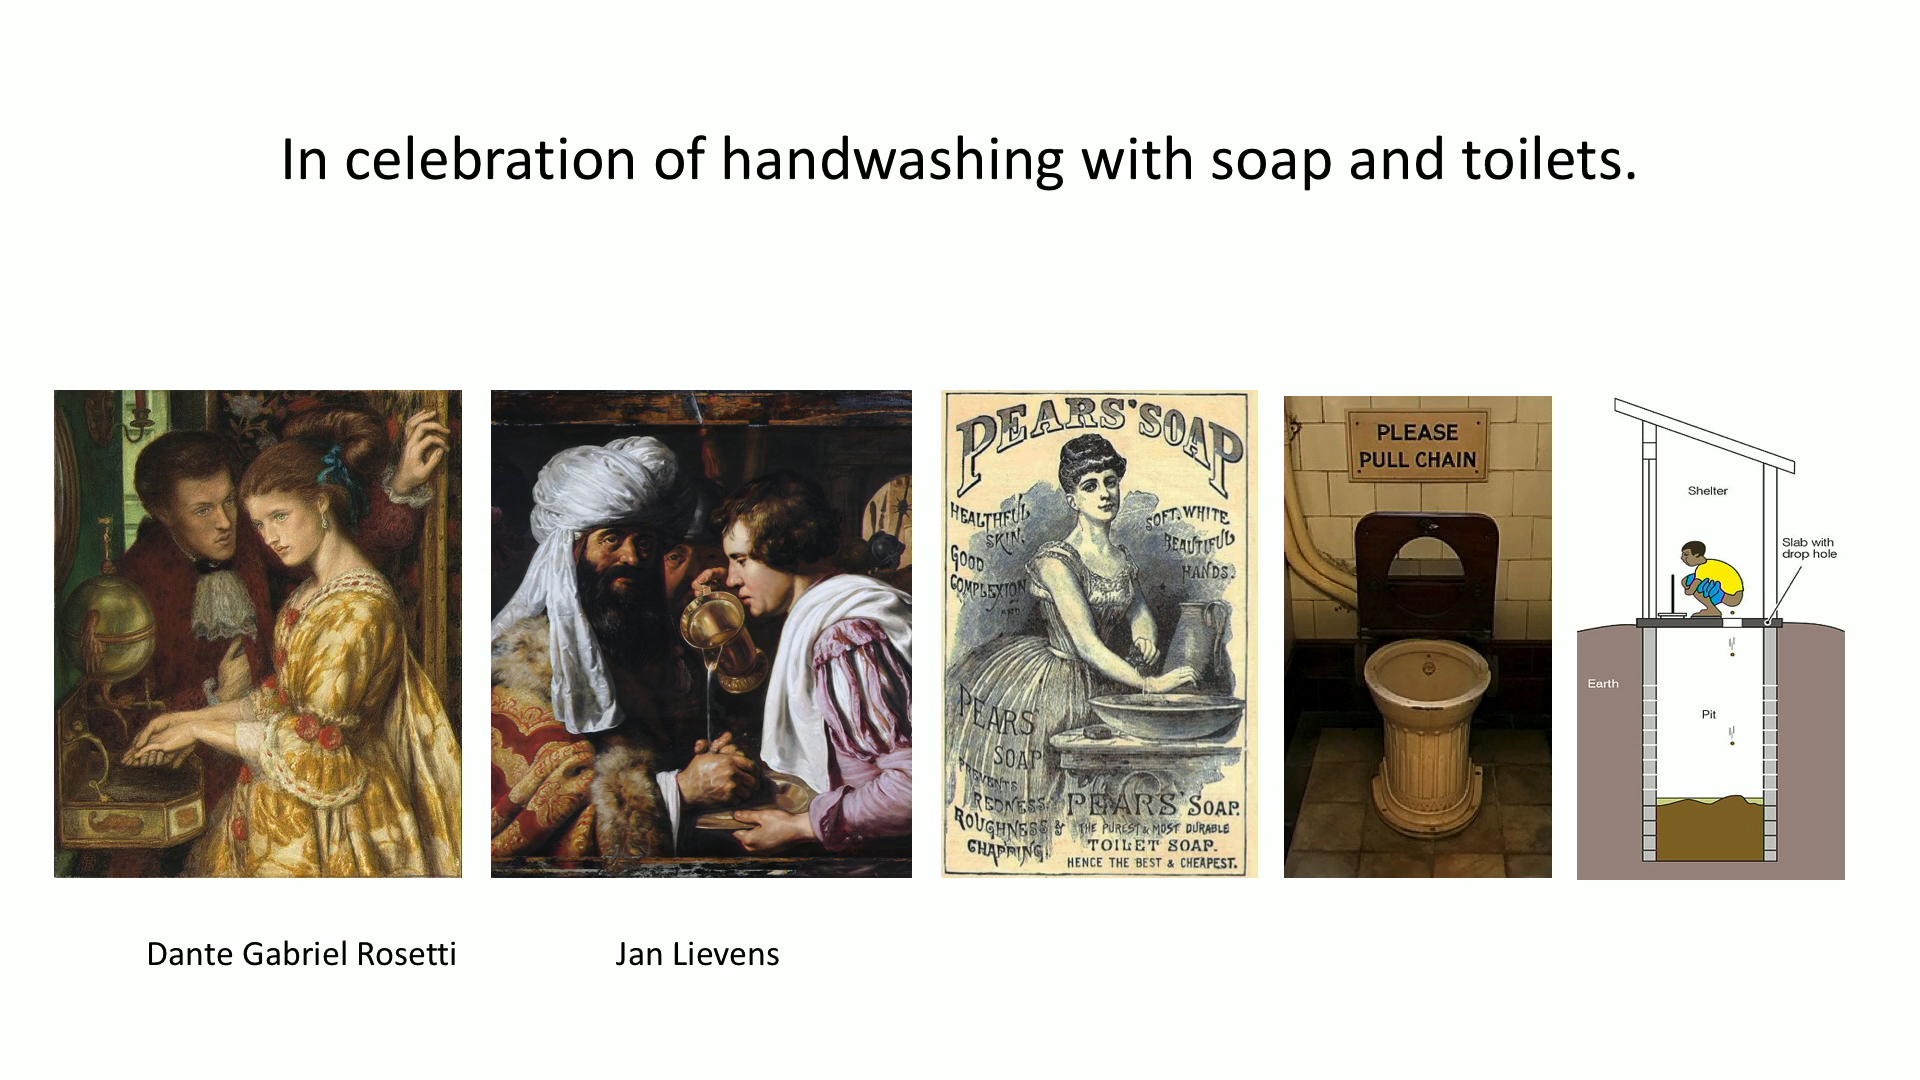 In celebration of handwashing with soap and toilets.
PEARS' SOAP
HEALTHFUL
SKIN.
GOOD
COMPLEXION
AND
SOFT, WHITE
BEAUTIFUL
HANDS.
PEARS
SOAP
PREVENTS
REDNESS.
ROUGHNESS &
CHAPPING.
PEARS' SOAP.
THE PUREST & MOST DURABLE
TOILET SOAP.
HENCE THE BEST & CHEAPEST.
PLEASE
PULL CHAIN
Shelter
Slab with
drop hole
Earth
Pit
Dante Gabriel Rosetti
Jan Lievens